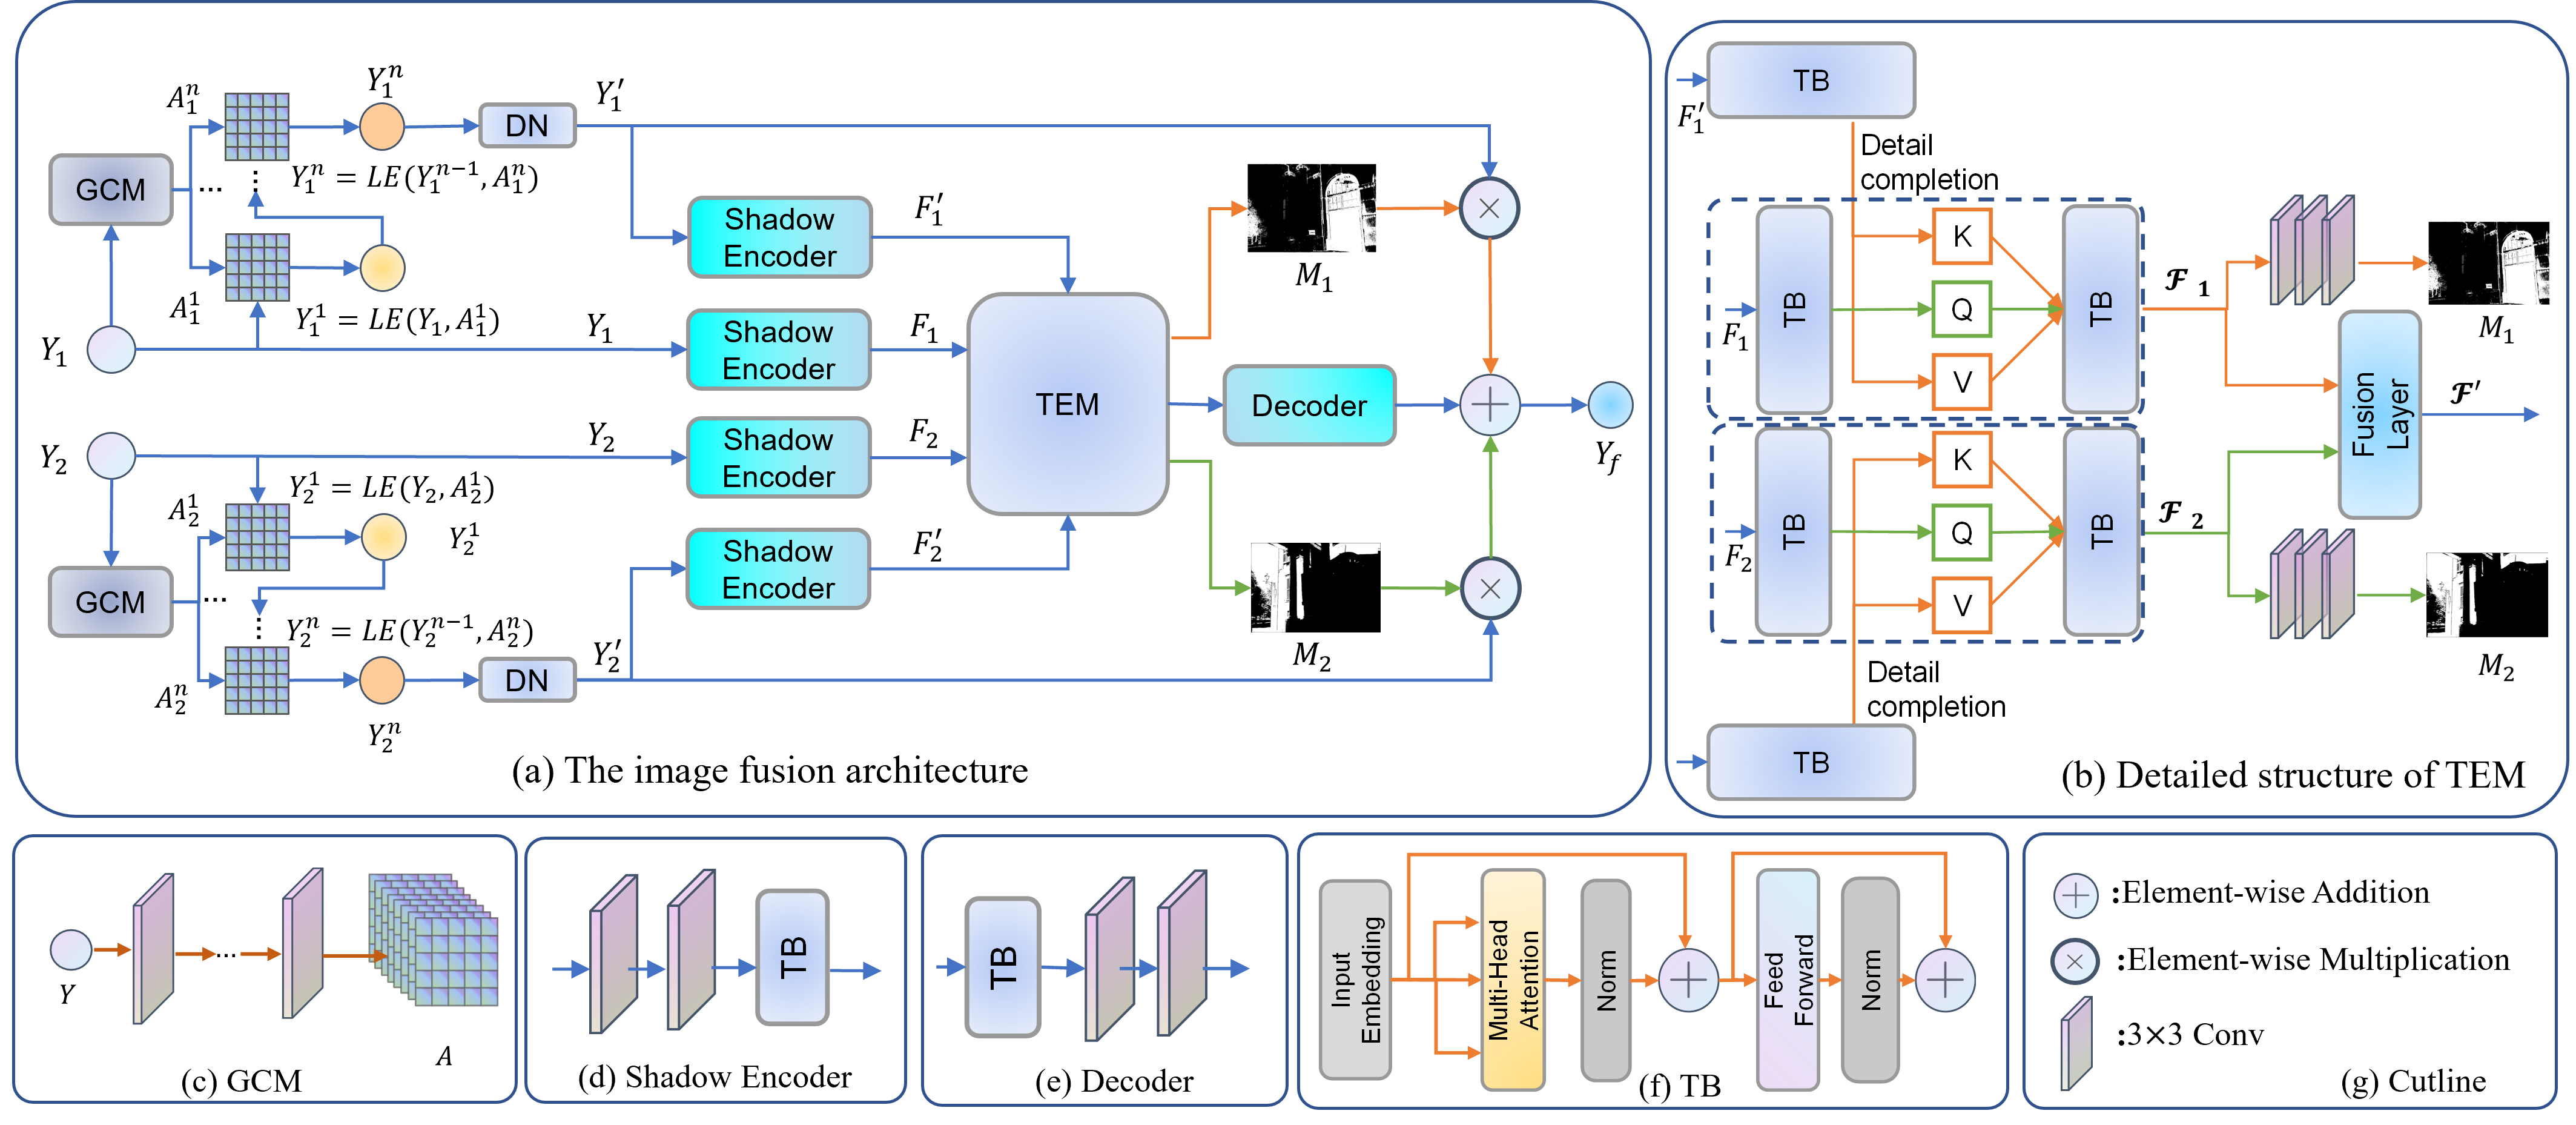 A_1^n
Y_1^n
DN
Y_1′
GCM
...
Y_1^n = LE(Y_1^{n−1}, A_1^n)
A_1^1
Y_1^1 = LE(Y_1, A_1^1)
Y_1
Y_1
Shadow
Encoder
F_1′
Shadow
Encoder
F_1
Y_2
Y_2
Shadow
Encoder
F_2
Y_2^1 = LE(Y_2, A_2^1)
A_2^1
Y_2^1
GCM
...
Y_2^n = LE(Y_2^{n−1}, A_2^n)
A_2^n
Y_2^n
DN
Y_2′
Shadow
Encoder
F_2′
TEM
M_1
×
Decoder
+
Y_f
M_2
×
(a) The image fusion architecture
TB
F_1′
Detail
completion
F_1
TB
K
Q
V
TB
ℱ_1
M_1
F_2
TB
K
Q
V
TB
ℱ_2
Fusion
Layer
ℱ′
M_2
Detail
completion
TB
(b) Detailed structure of TEM
Y
...
A
(c) GCM
TB
(d) Shadow Encoder
TB
(e) Decoder
Input
Embedding
Multi-Head
Attention
Norm
+
Feed
Forward
Norm
+
(f) TB
+ :Element-wise Addition
× :Element-wise Multiplication
:3×3 Conv
(g) Cutline